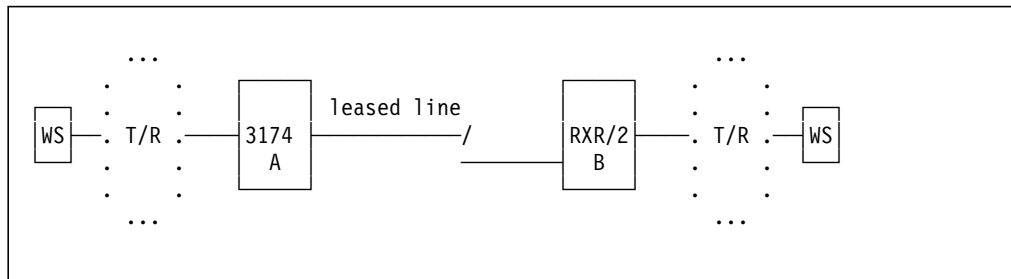 ... ...
leased line
WS T/R 3174 RXR/2 T/R WS
A B
... ...